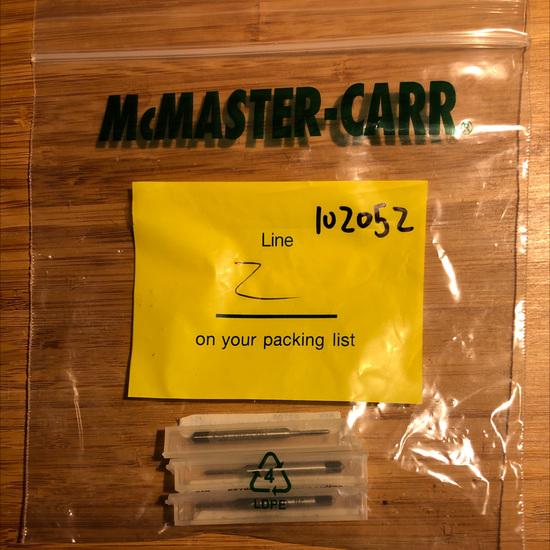 McMASTER-CARR®
102052
Line
2
on your packing list
4
LDPE